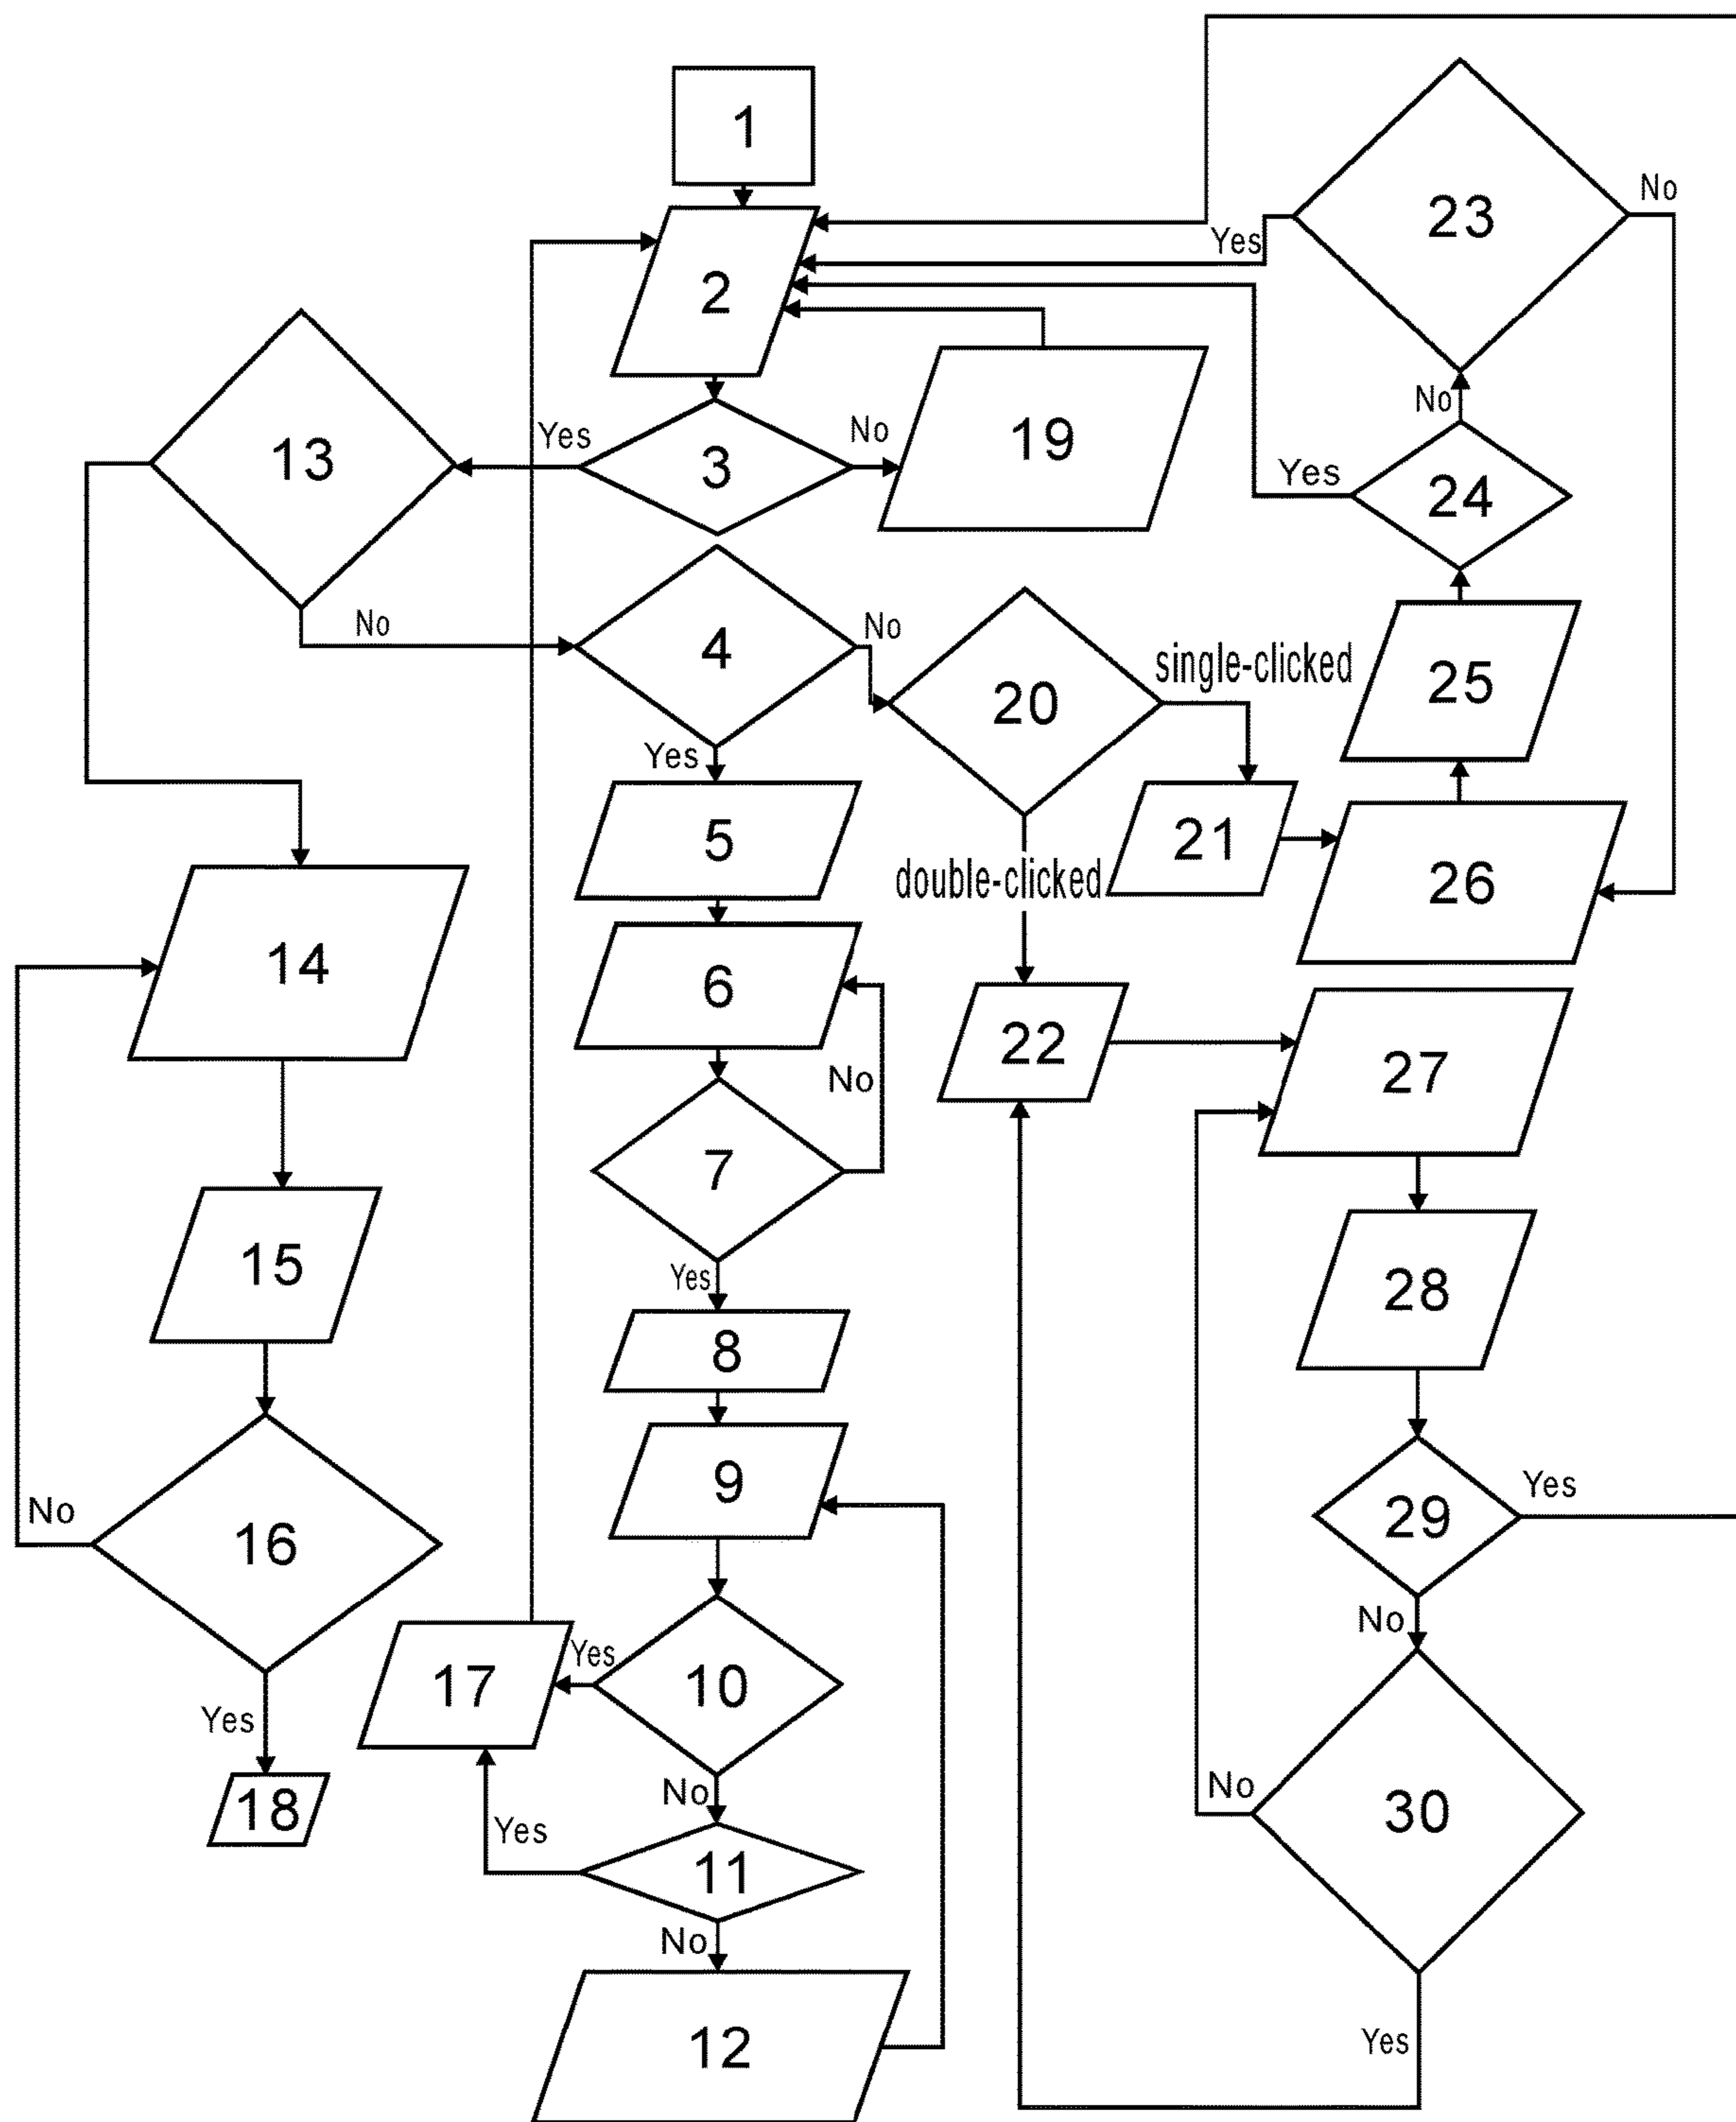 1
2
Yes
23
No
13
Yes
3
No
19
No
Yes
24
No
4
No
20
single-clicked
25
Yes
5
21
double-clicked
26
14
6
22
27
No
7
15
Yes
28
8
9
No
16
29
Yes
No
17
Yes
10
Yes
18
No
No
30
Yes
11
No
12
Yes